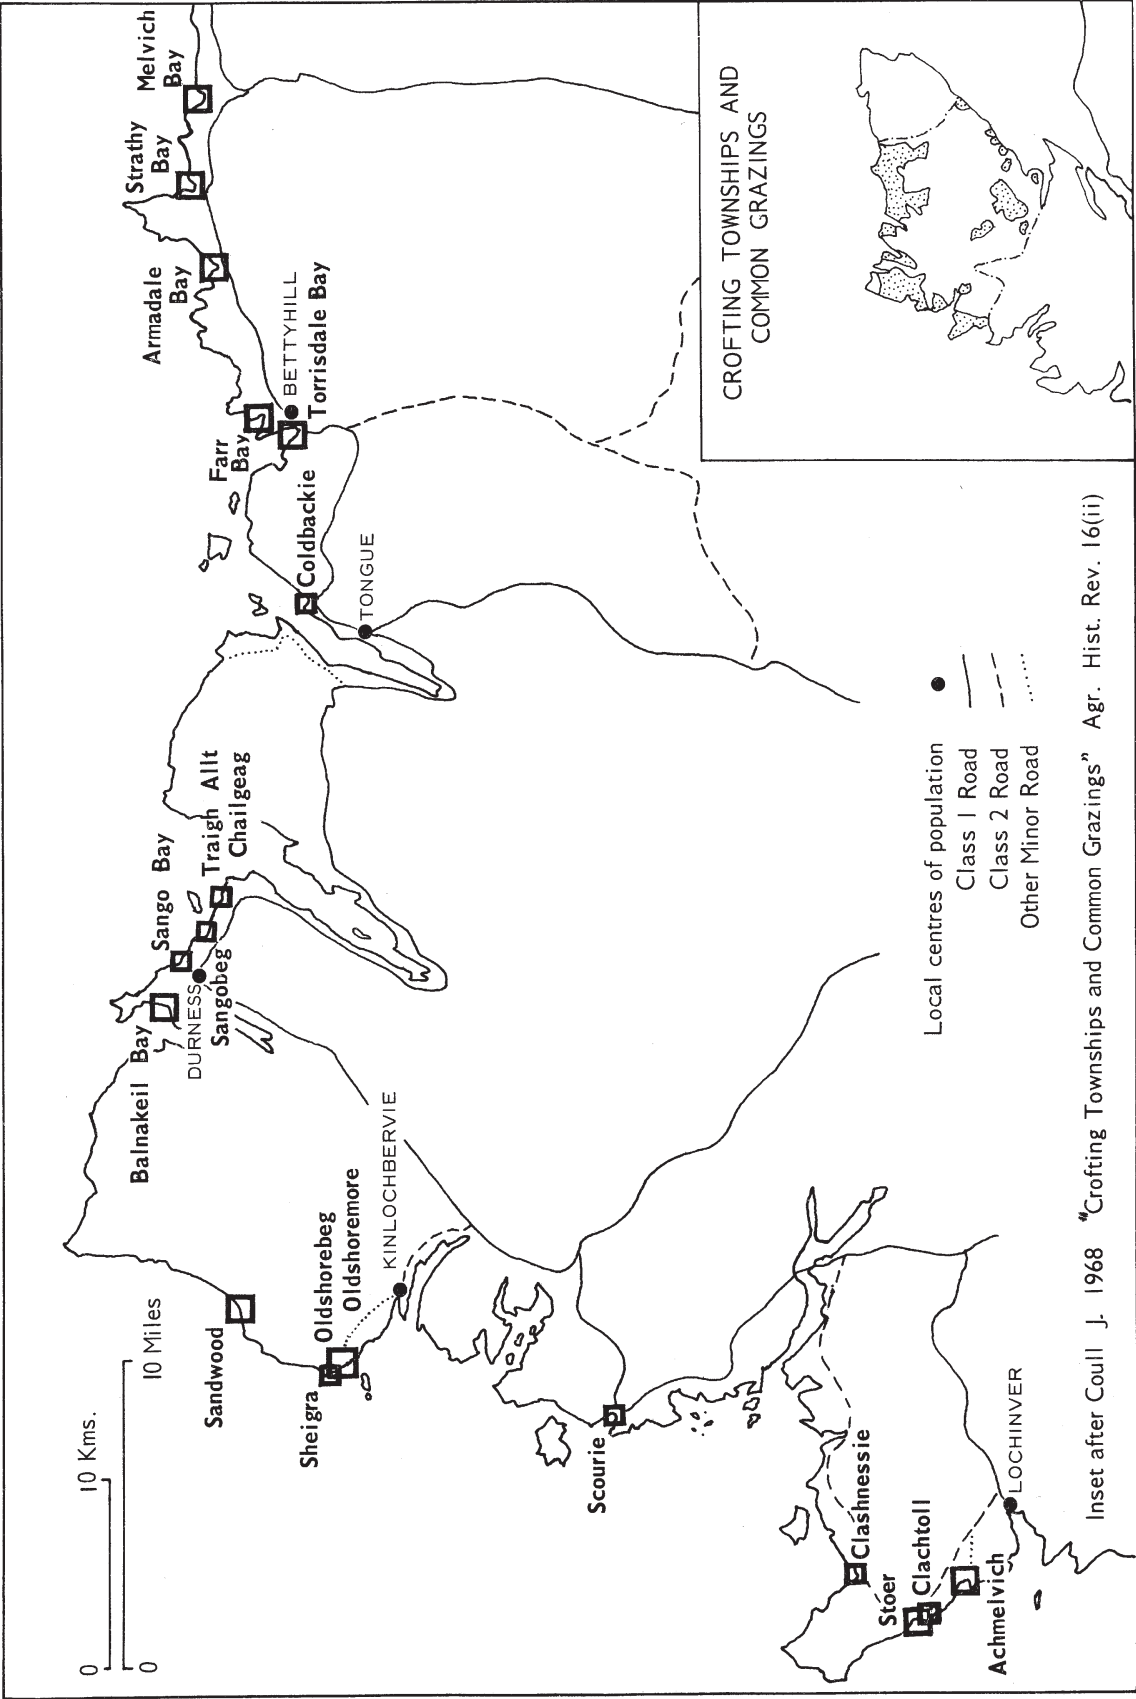 0 10 Kms.
0 10 Miles
Sandwood
Sheigra
Oldshorebeg
Oldshoremore
KINLOCHBERVIE
Balnakeil Bay
DURNESS
Sangobeg
Sango Bay
Traigh Allt
Chailgeag
Coldbackie
TONGUE
Farr
Bay
BETTYHILL
Torrisdale Bay
Armadale
Bay
Strathy
Bay
Melvich
Bay
Scourie
Clashnessie
Stoer
Clachtoll
Achmelvich
LOCHINVER
Local centres of population
Class 1 Road
Class 2 Road
Other Minor Road
CROFTING TOWNSHIPS AND
COMMON GRAZINGS
Inset after Coull J. 1968 "Crofting Townships and Common Grazings" Agr. Hist. Rev. 16(ii)